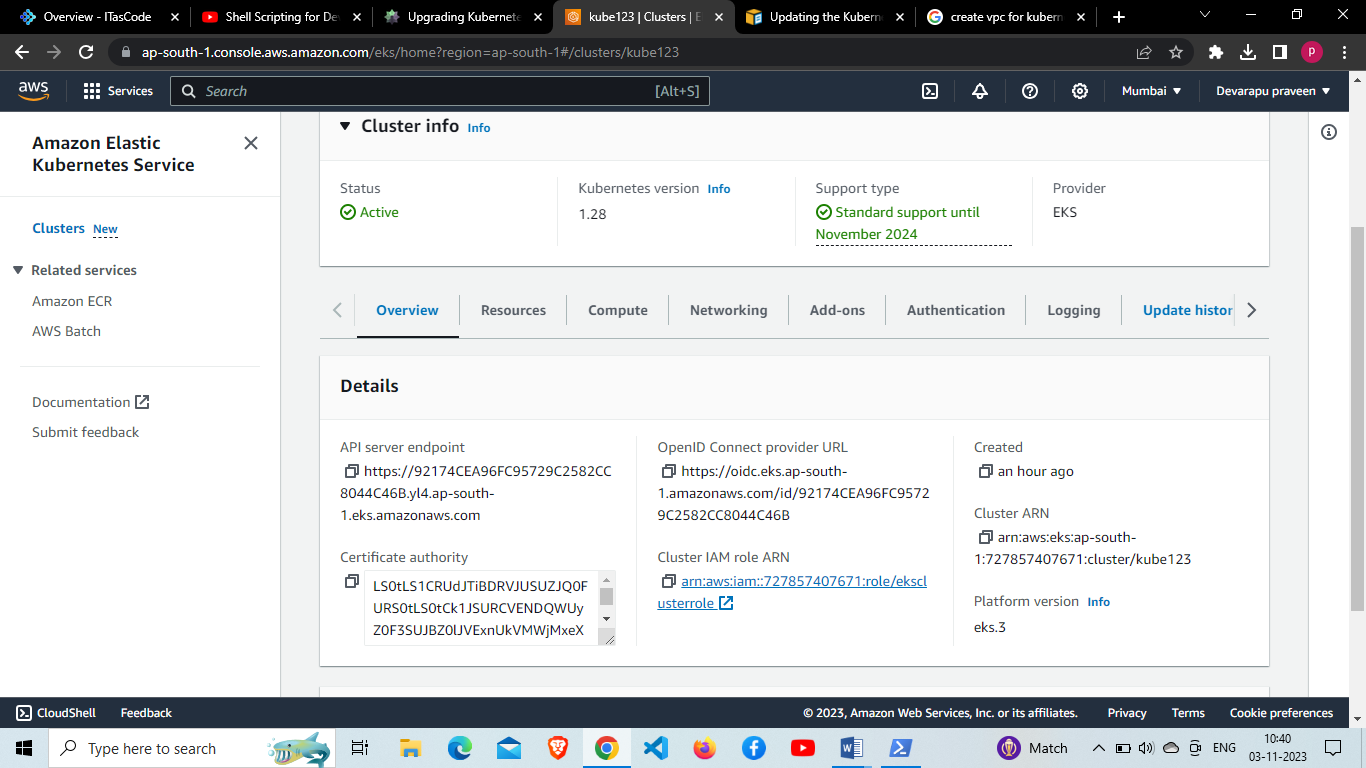 Overview - ITasCode
Shell Scripting for De
Upgrading Kubernete
kube123 | Clusters | E
Updating the Kubern
create vpc for kubern
ap-south-1.console.aws.amazon.com/eks/home?region=ap-south-1#/clusters/kube123
aws
Services
Search
[Alt+S]
Mumbai
Devarapu praveen
Amazon Elastic
Kubernetes Service
Clusters New
Related services
Amazon ECR
AWS Batch
Documentation
Submit feedback
Cluster info Info
Status
Active
Kubernetes version Info
1.28
Support type
Standard support until
November 2024
Provider
EKS
Overview
Resources
Compute
Networking
Add-ons
Authentication
Logging
Update histor
Details
API server endpoint
https://92174CEA96FC95729C2582CC
8044C46B.yl4.ap-south-
1.eks.amazonaws.com
Certificate authority
LS0tLS1CRUdJTiBDRVJUSUZJQ0F
URS0tLS0tCk1JSURCVENDQWUy
Z0F3SUJBZ0lJVExnUkVMWjMxeX
OpenID Connect provider URL
https://oidc.eks.ap-south-
1.amazonaws.com/id/92174CEA96FC9572
9C2582CC8044C46B
Cluster IAM role ARN
arn:aws:iam::727857407671:role/ekscl
usterrole
Created
an hour ago
Cluster ARN
arn:aws:eks:ap-south-
1:727857407671:cluster/kube123
Platform version Info
eks.3
CloudShell
Feedback
© 2023, Amazon Web Services, Inc. or its affiliates.
Privacy
Terms
Cookie preferences
Type here to search
Match
ENG
10:40
03-11-2023